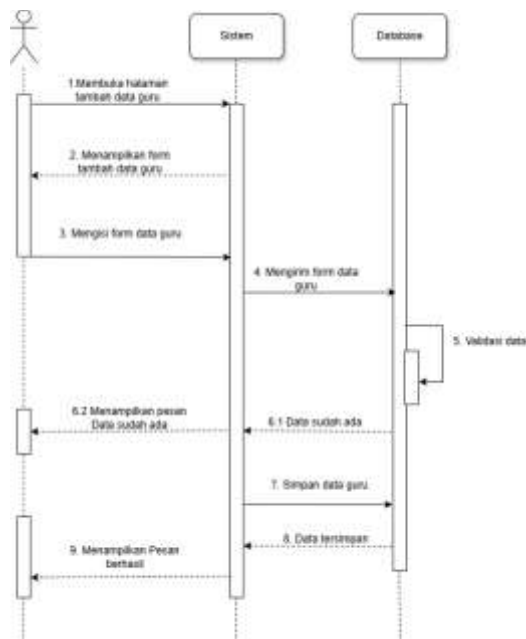 Sistem
Database
1.Membuka halaman
tambah data guru
2. Menampilkan form
tambah data guru
3. Mengisi form data guru
4. Mengirim form data
guru
5. Validasi data
6.2 Menampilkan pesan
Data sudah ada
6.1 Data sudah ada
7. Simpan data guru
8. Data tersimpan
9. Menampilkan Pesan
berhasil